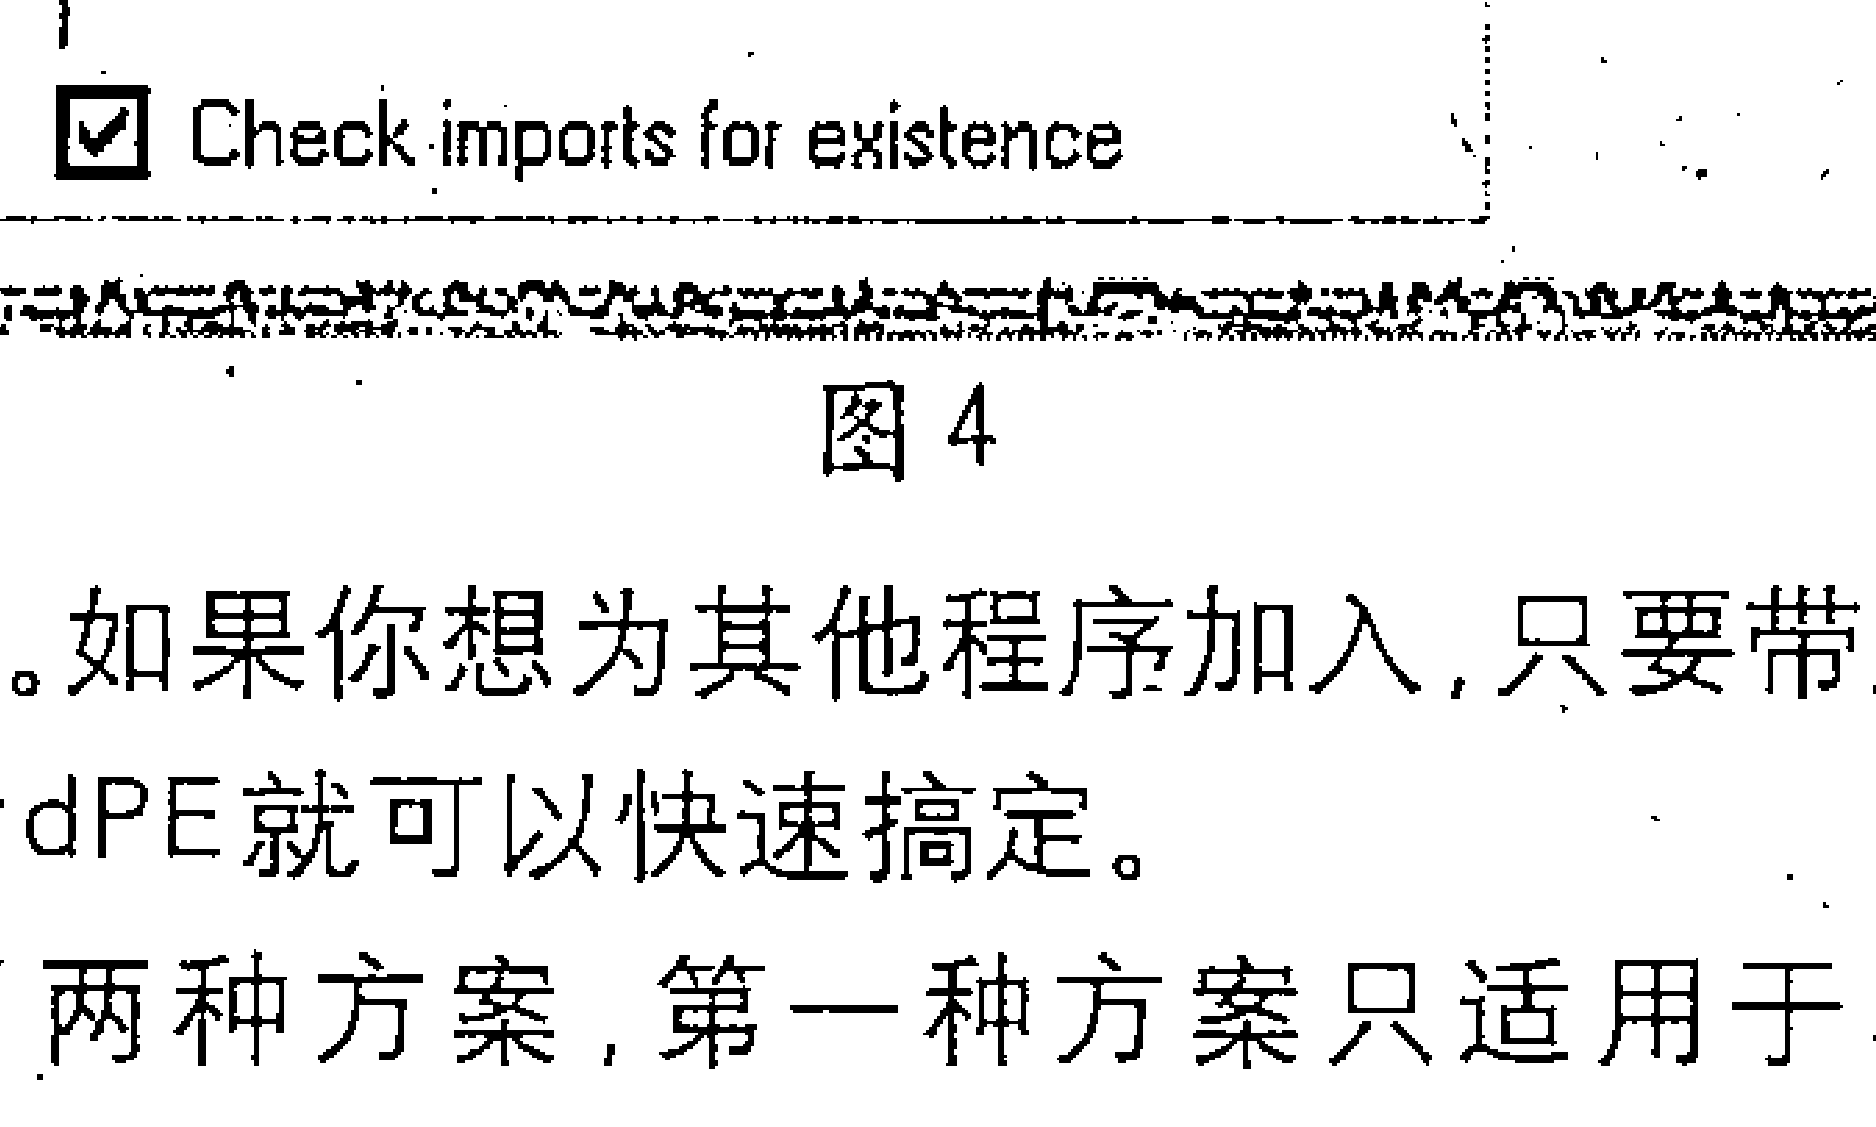 Check imports for existence
图 4
。如果你想为其他程序加入,只要带
dPE就可以快速搞定。
两种方案,第一种方案只适用于